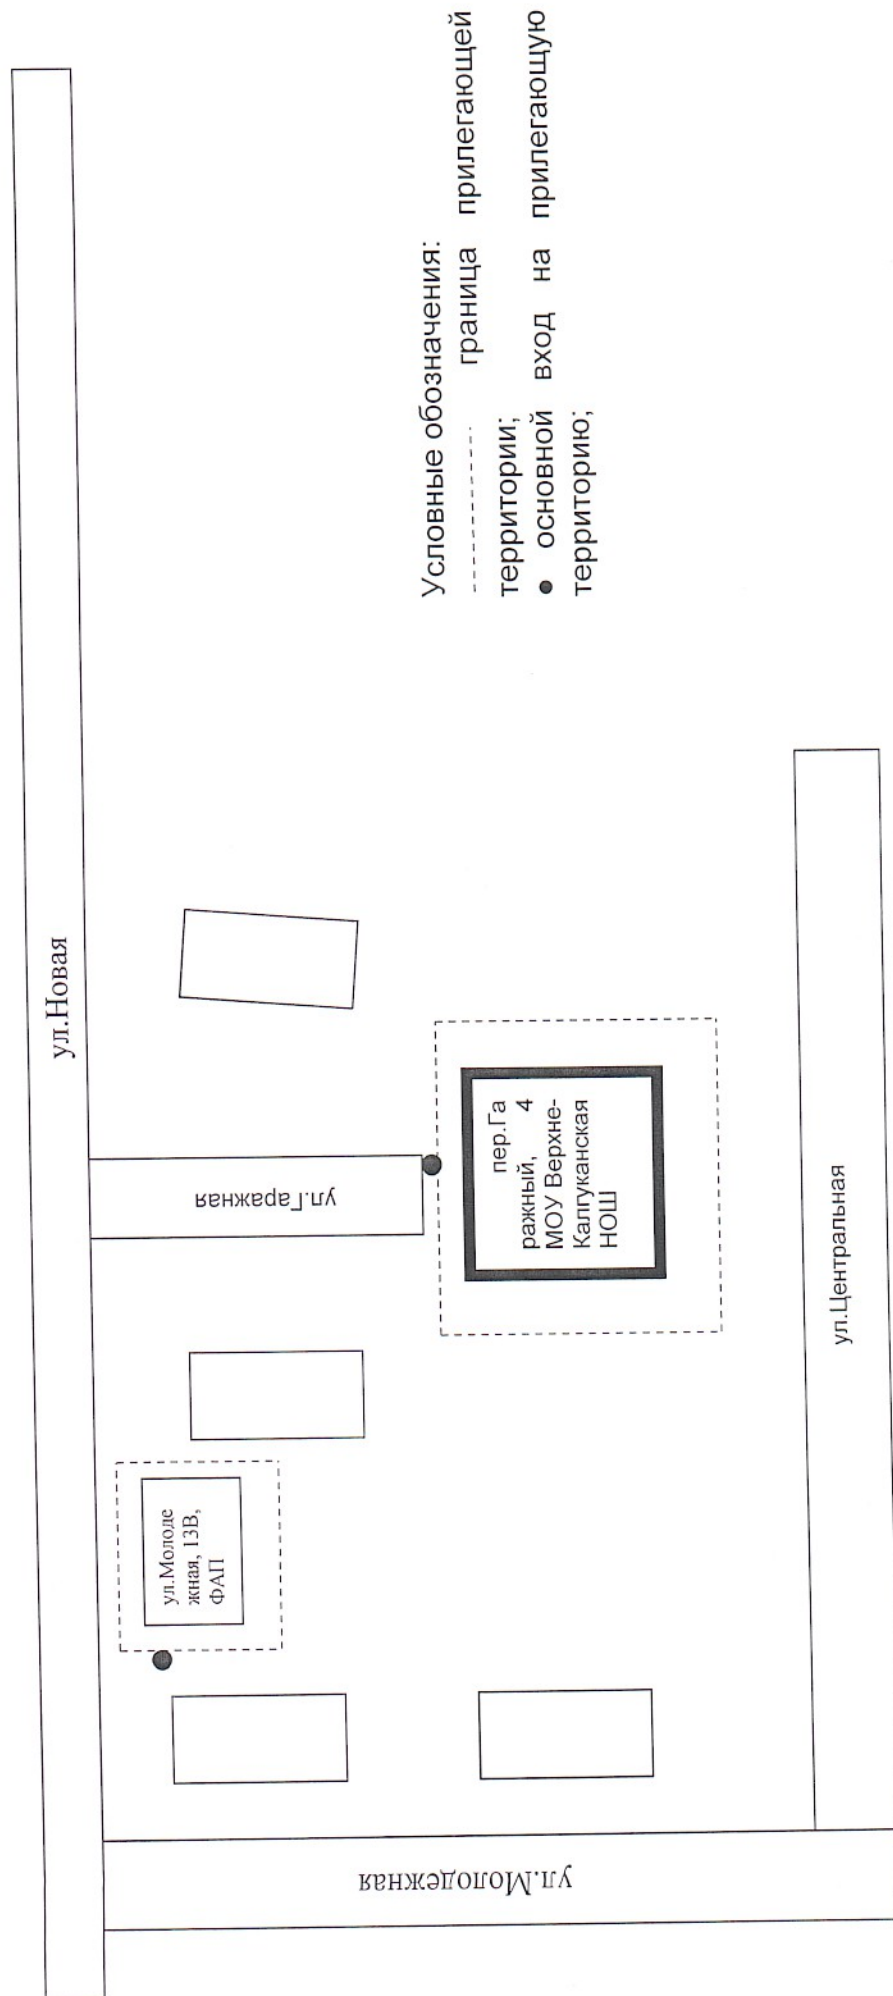 ул.Новая
ул.Гаражная
ул.Молоде
жная, 13В,
ФАП
пер.Га
ражный, 4
МОУ Верхне-
Калгуканская
НОШ
ул.Молодежная
ул.Центральная
Условные обозначения:
---------- граница прилегающей
территории;
● основной вход на прилегающую
территорию;